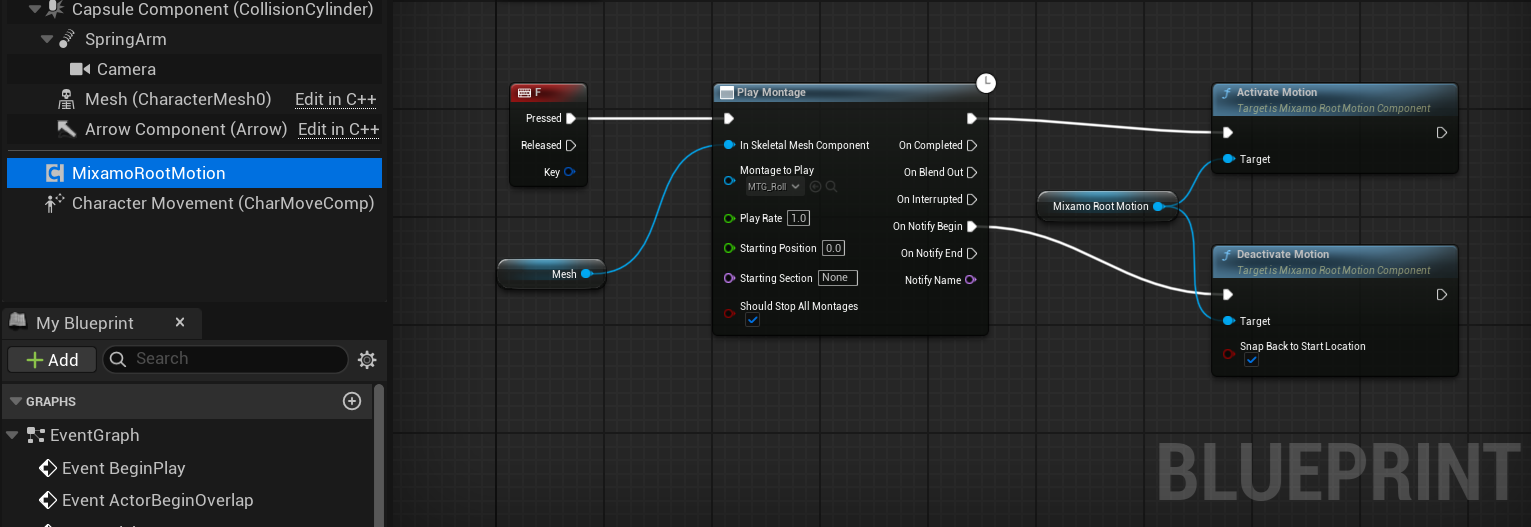 Capsule Component (CollisionCylinder)
SpringArm
Camera
Mesh (CharacterMesh0) Edit in C++
Arrow Component (Arrow) Edit in C++
MixamoRootMotion
Character Movement (CharMoveComp)
My Blueprint ×
+ Add Search
GRAPHS
EventGraph
Event BeginPlay
Event ActorBeginOverlap
F
Pressed
Released
Key
Mesh
Play Montage
In Skeletal Mesh Component
Montage to Play
MTG_Roll
Play Rate 1.0
Starting Position 0.0
Starting Section None
Should Stop All Montages
On Completed
On Blend Out
On Interrupted
On Notify Begin
On Notify End
Notify Name
Mixamo Root Motion
f Activate Motion
Target is Mixamo Root Motion Component
Target
f Deactivate Motion
Target is Mixamo Root Motion Component
Target
Snap Back to Start Location
BLUEPRINT